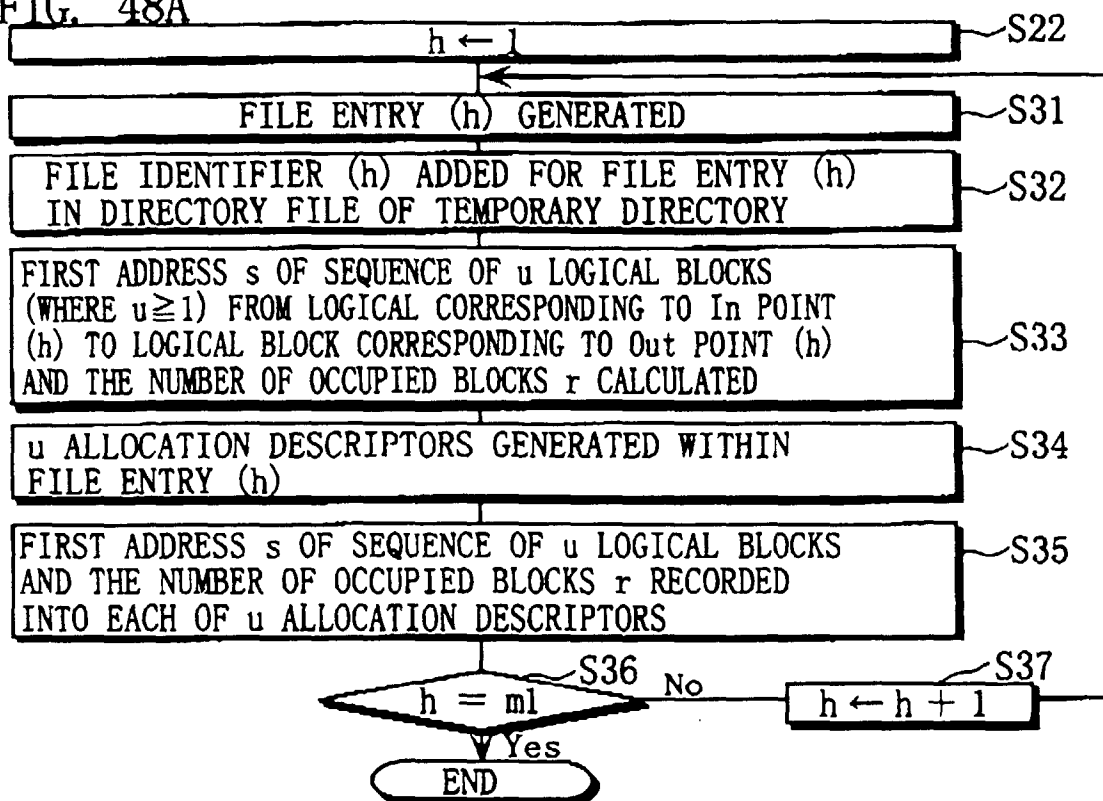 FIG. 48A
h ← 1
S22
FILE ENTRY (h) GENERATED
S31
FILE IDENTIFIER (h) ADDED FOR FILE ENTRY (h)
IN DIRECTORY FILE OF TEMPORARY DIRECTORY
S32
FIRST ADDRESS s OF SEQUENCE OF u LOGICAL BLOCKS
(WHERE u≧1) FROM LOGICAL CORRESPONDING TO In POINT
(h) TO LOGICAL BLOCK CORRESPONDING TO Out POINT (h)
AND THE NUMBER OF OCCUPIED BLOCKS r CALCULATED
S33
u ALLOCATION DESCRIPTORS GENERATED WITHIN
FILE ENTRY (h)
S34
FIRST ADDRESS s OF SEQUENCE OF u LOGICAL BLOCKS
AND THE NUMBER OF OCCUPIED BLOCKS r RECORDED
INTO EACH OF u ALLOCATION DESCRIPTORS
S35
h = m1
S36
No
h ← h + 1
S37
Yes
END